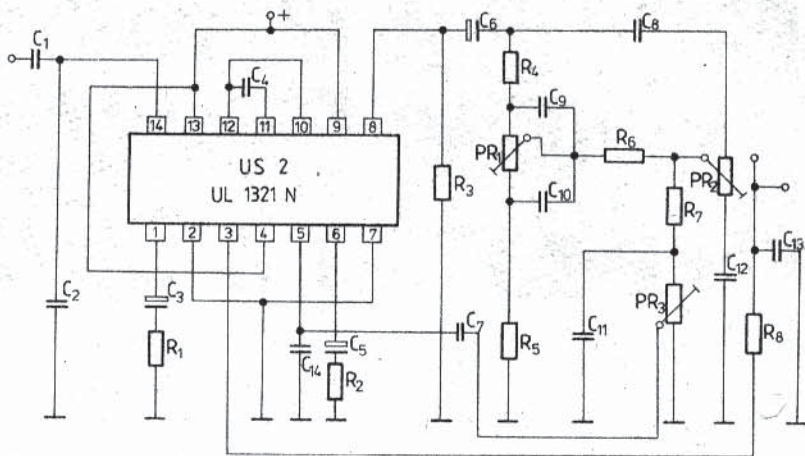 +
C1
C6
C8
C4
R4
C9
14 13 12 11 10 9 8
R6
US 2
PR1
PR2
UL 1321 N
R3
C10
R7
1 2 3 4 5 6 7
C13
C12
C2
C3
PR3
C7
C11
R1
C5
R5
R8
C14
R2